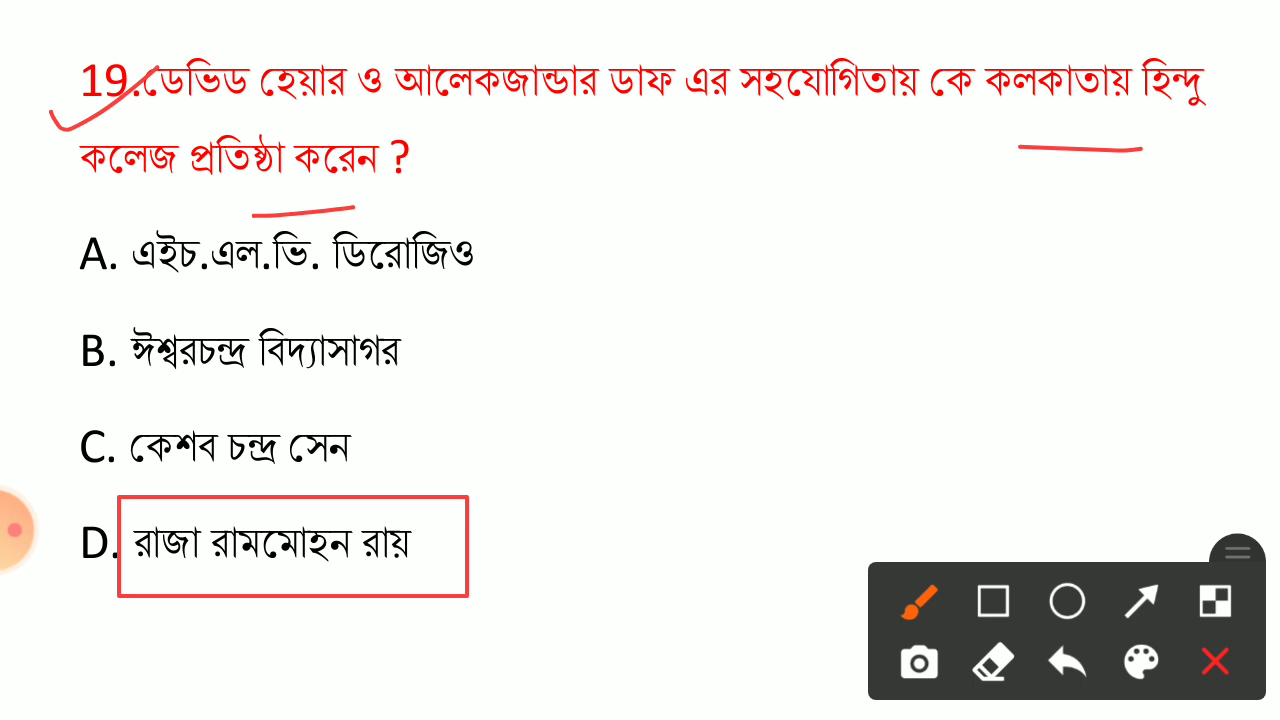 19.ডেভিড হেয়ার ও আলেকজান্ডার ডাফ এর সহযোগিতায় কে কলকাতায় হিন্দু
কলেজ প্রতিষ্ঠা করেন ?
A. এইচ.এল.ভি. ডিরোজিও
B. ঈশ্বরচন্দ্র বিদ্যাসাগর
C. কেশব চন্দ্র সেন
D. রাজা রামমোহন রায়